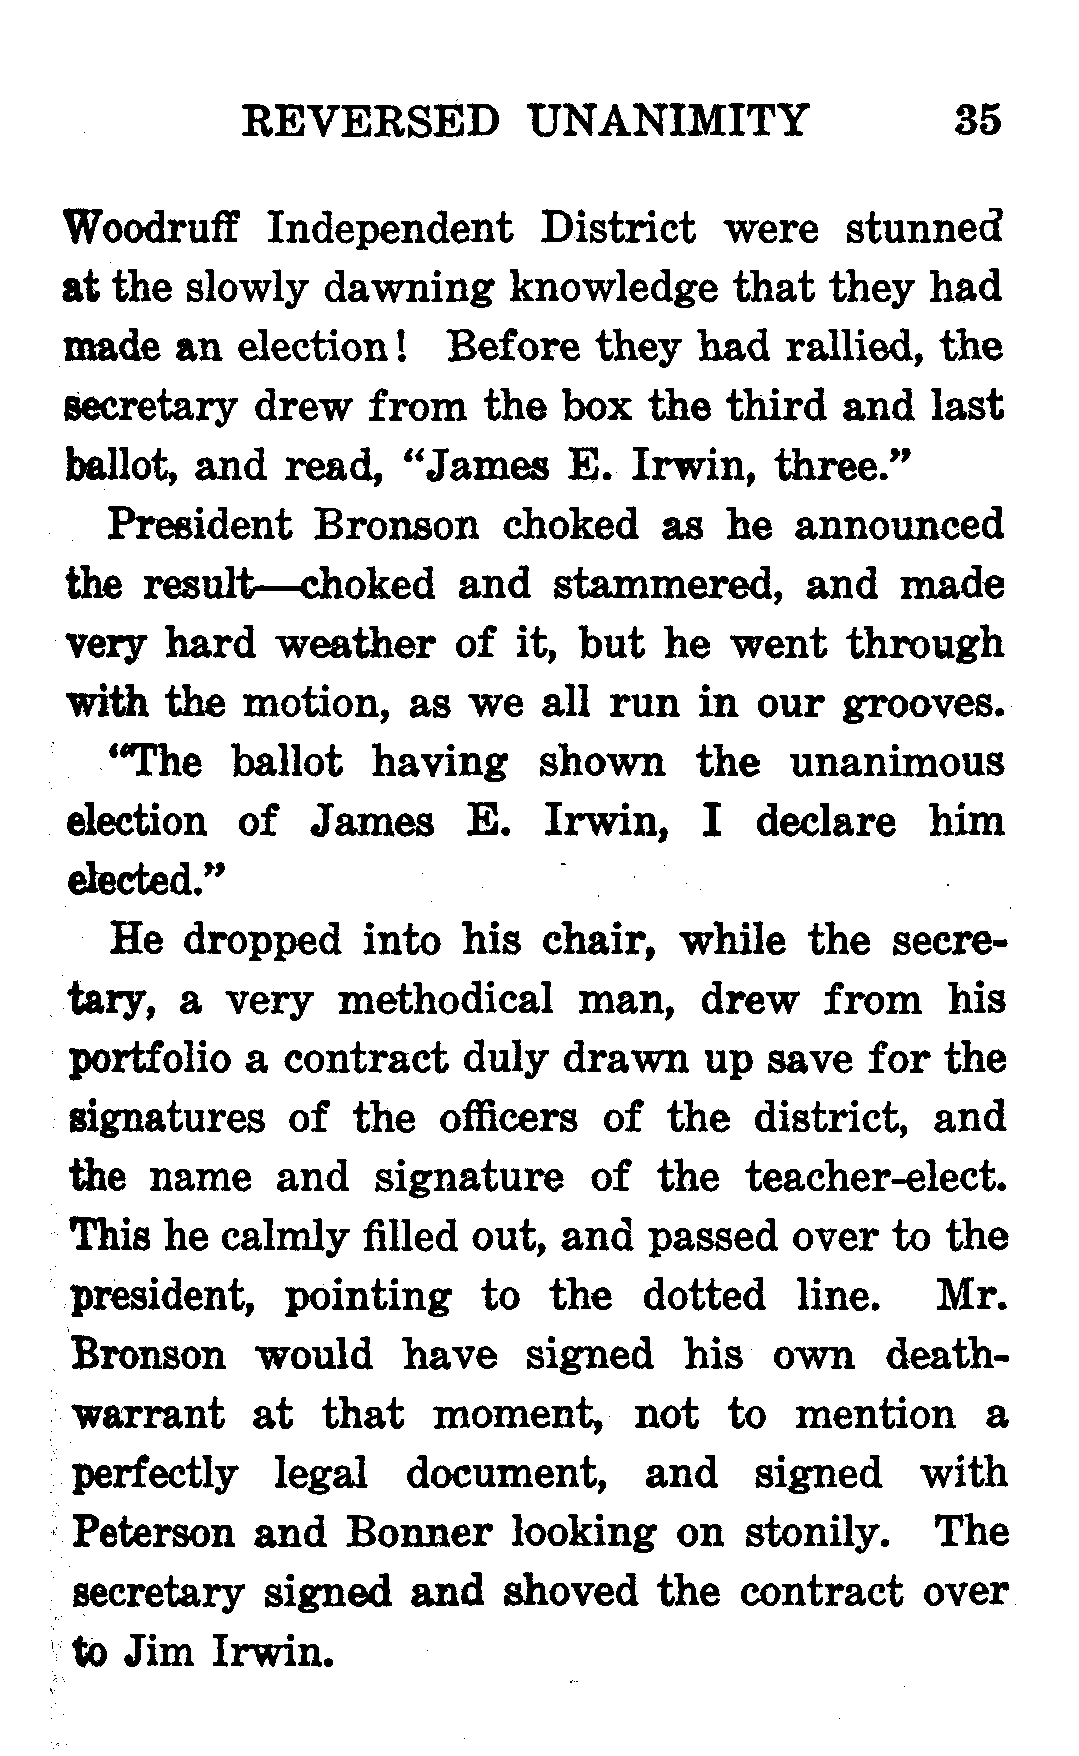 REVERSED UNANIMITY 35
Woodruff Independent District were stunned
at the slowly dawning knowledge that they had
made an election! Before they had rallied, the
secretary drew from the box the third and last
ballot, and read, “James E. Irwin, three.”
President Bronson choked as he announced
the result—choked and stammered, and made
very hard weather of it, but he went through
with the motion, as we all run in our grooves.
“The ballot having shown the unanimous
election of James E. Irwin, I declare him
elected.”
He dropped into his chair, while the secre-
tary, a very methodical man, drew from his
portfolio a contract duly drawn up save for the
signatures of the officers of the district, and
the name and signature of the teacher-elect.
This he calmly filled out, and passed over to the
president, pointing to the dotted line. Mr.
Bronson would have signed his own death-
warrant at that moment, not to mention a
perfectly legal document, and signed with
Peterson and Bonner looking on stonily. The
secretary signed and shoved the contract over
to Jim Irwin.